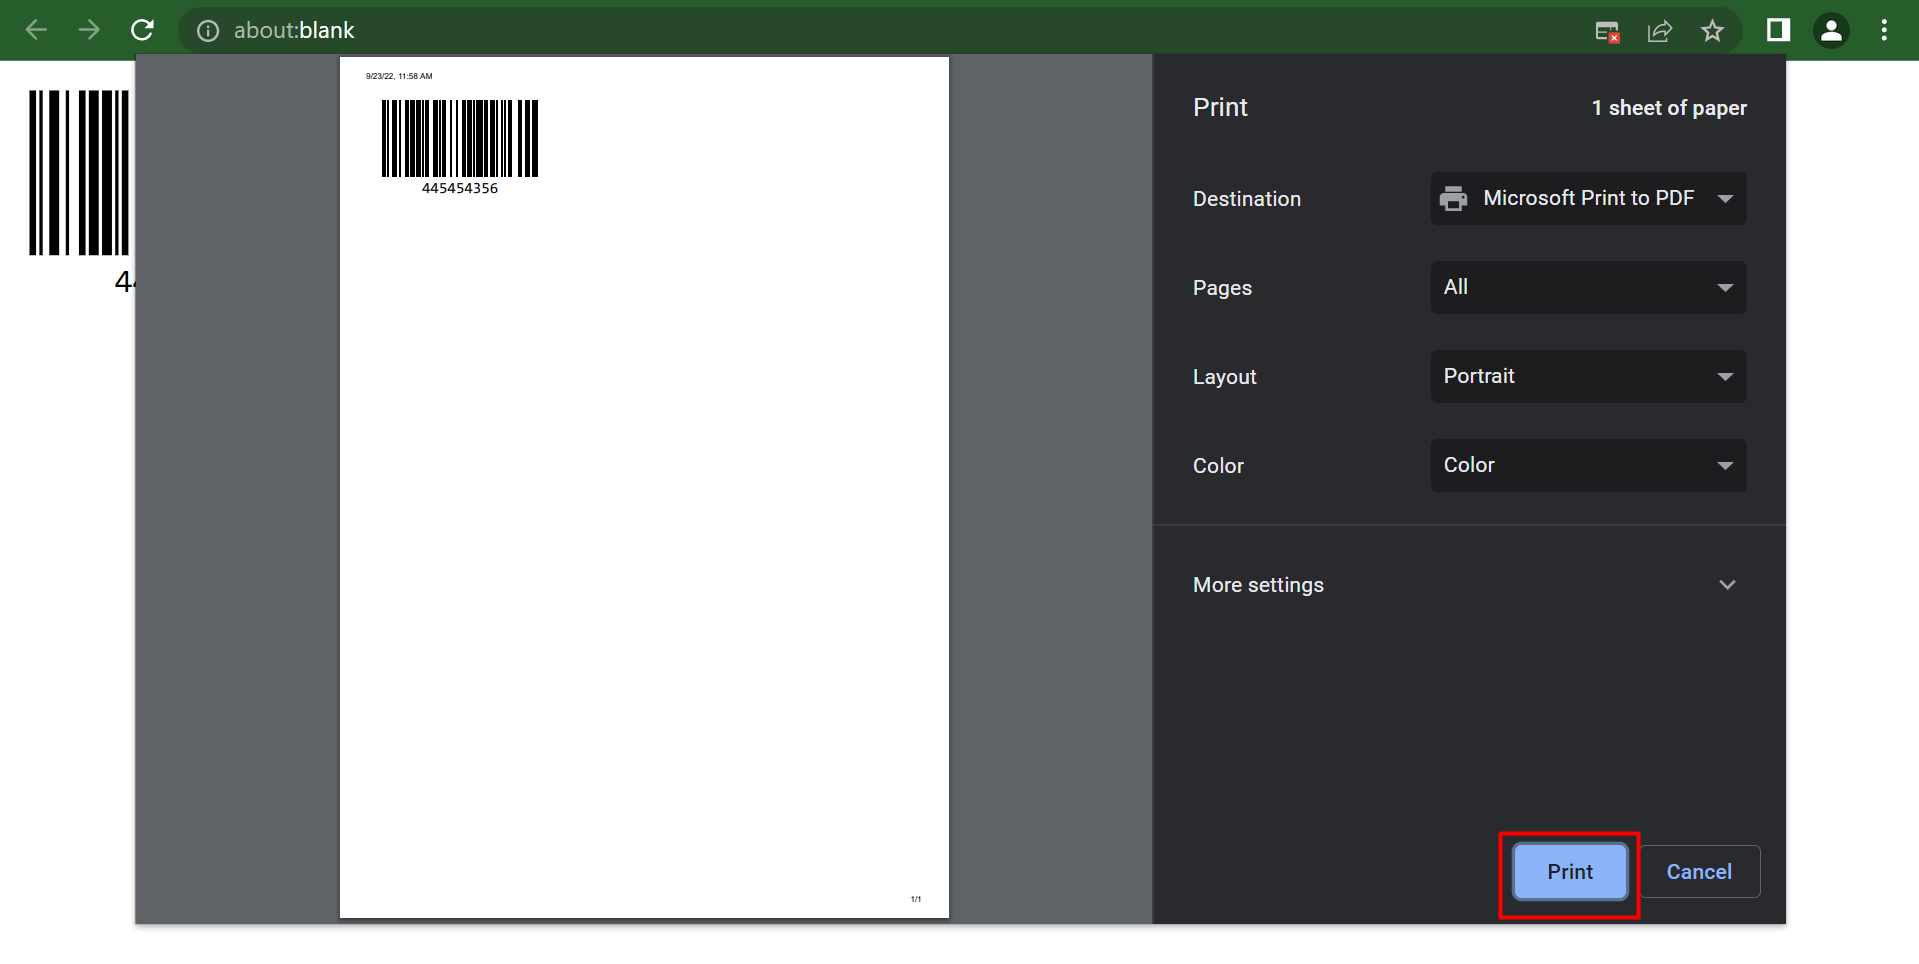 about:blank
44
9/23/22, 11:58 AM
445454356
1/1
Print
1 sheet of paper
Destination
Microsoft Print to PDF
Pages
All
Layout
Portrait
Color
Color
More settings
Print
Cancel